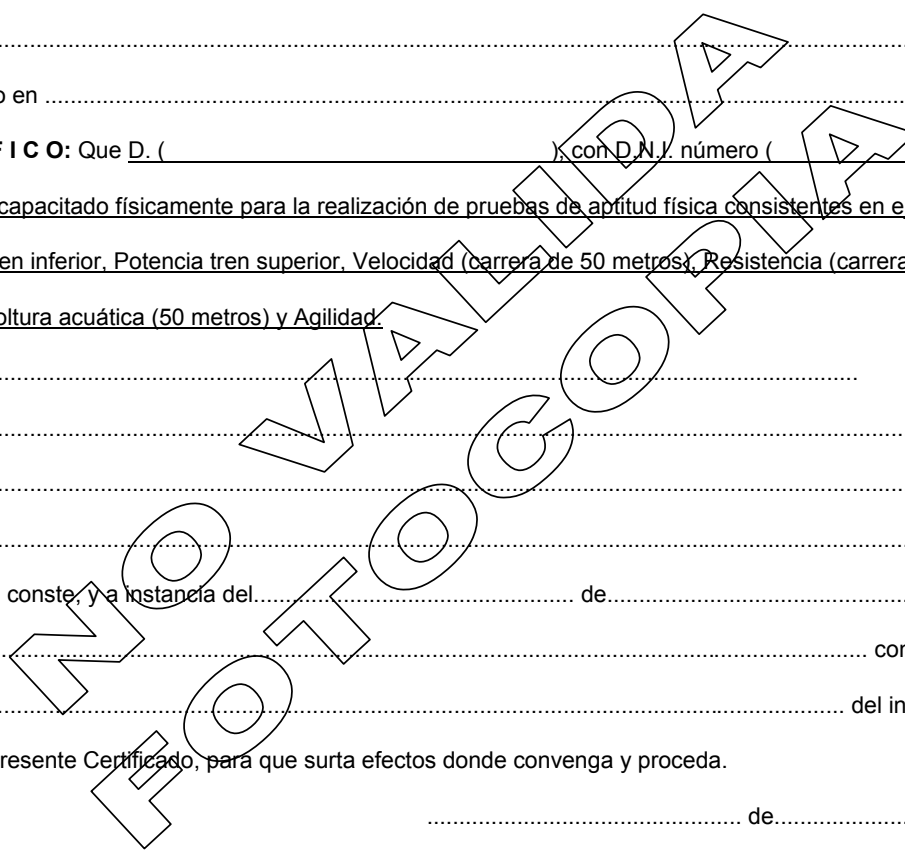 ....................................................................................................................................
o en ....................................................................................................................................
F I C O: Que D. ( ), con D.N.I. número (
capacitado físicamente para la realización de pruebas de aptitud física consistentes en e
en inferior, Potencia tren superior, Velocidad (carrera de 50 metros), Resistencia (carrera
oltura acuática (50 metros) y Agilidad.
....................................................................................................................................
....................................................................................................................................
....................................................................................................................................
....................................................................................................................................
conste, y a instancia del.................................................. de..............................................
.................................................................................................................................... con
.................................................................................................................................... del in
resente Certificado, para que surta efectos donde convenga y proceda.
................................................. de....................
NO VALIDA
FOTOCOPIA